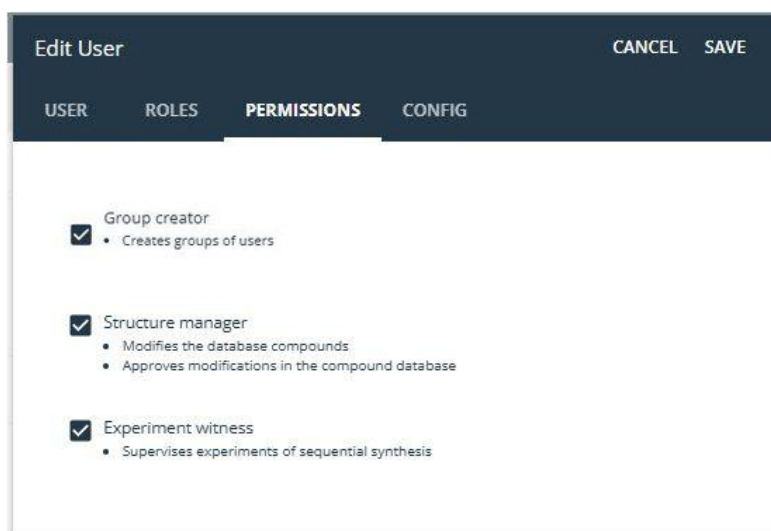 Edit User
CANCEL SAVE
USER ROLES PERMISSIONS CONFIG
Group creator
• Creates groups of users
Structure manager
• Modifies the database compounds
• Approves modifications in the compound database
Experiment witness
• Supervises experiments of sequential synthesis